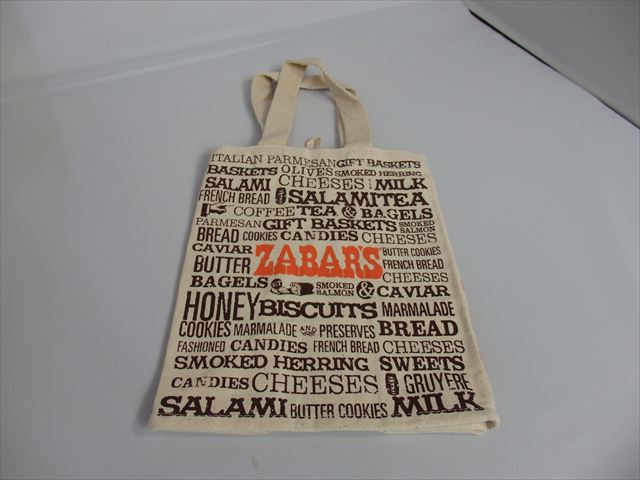 ITALIAN PARMESAN GIFT BASKETS
BASKETS OLIVES SMOKED HERRING
SALAMI CHEESES MILK
FRENCH BREAD SALAMI TEA
COFFEE TEA & BAGELS
PARMESAN GIFT BASKETS SMOKED SALMON
BREAD COOKIES CANDIES CHEESES
CAVIAR ZABAR'S BUTTER COOKIES
BUTTER FRENCH BREAD
CHEESES
BAGELS SMOKED SALMON & CAVIAR
HONEY BISCUITS MARMALADE
COOKIES MARMALADE AND PRESERVES BREAD
FASHIONED CANDIES FRENCH BREAD CHEESES
SMOKED HERRING SWEETS
CANDIES CHEESES & GRUYERE
SALAMI BUTTER COOKIES MILK